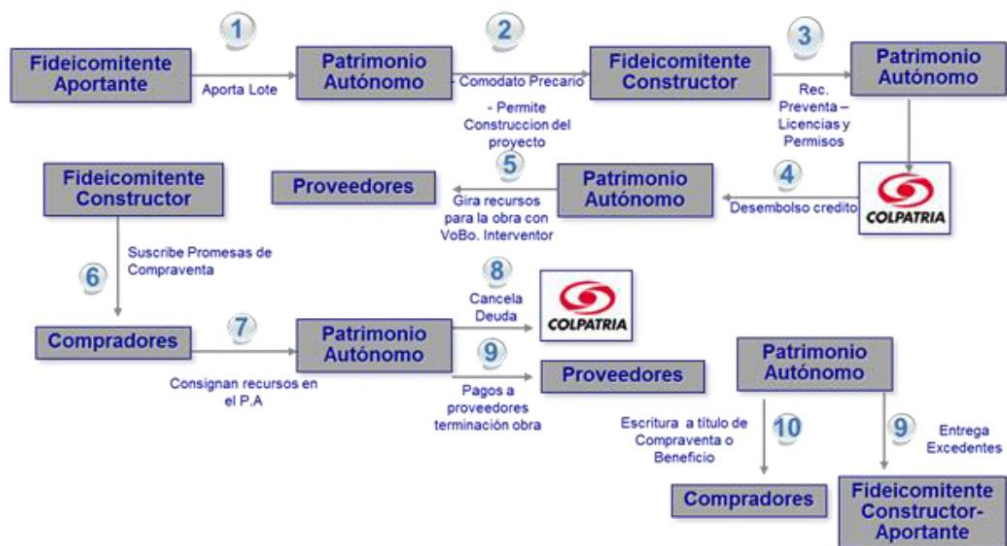 1
2
3
Fideicomitente
Aportante
Aporta Lote
Patrimonio
Autónomo
- Comodato Precario
- Permite
Construccion del
proyecto
Fideicomitente
Constructor
Rec.
Preventa –
Licencias y
Permisos
Patrimonio
Autónomo
Fideicomitente
Constructor
Proveedores
5
Gira recursos
para la obra con
VoBo. Interventor
Patrimonio
Autónomo
4
Desembolso credito
COLPATRIA
6
Suscribe Promesas de
Compraventa
Compradores
7
Consignan recursos en
el P.A
Patrimonio
Autónomo
8
Cancela
Deuda
COLPATRIA
9
Pagos a
proveedores
terminación obra
Proveedores
Patrimonio
Autónomo
Escritura a título de
Compraventa o
Beneficio
10
9
Entrega
Excedentes
Compradores
Fideicomitente
Constructor-
Aportante